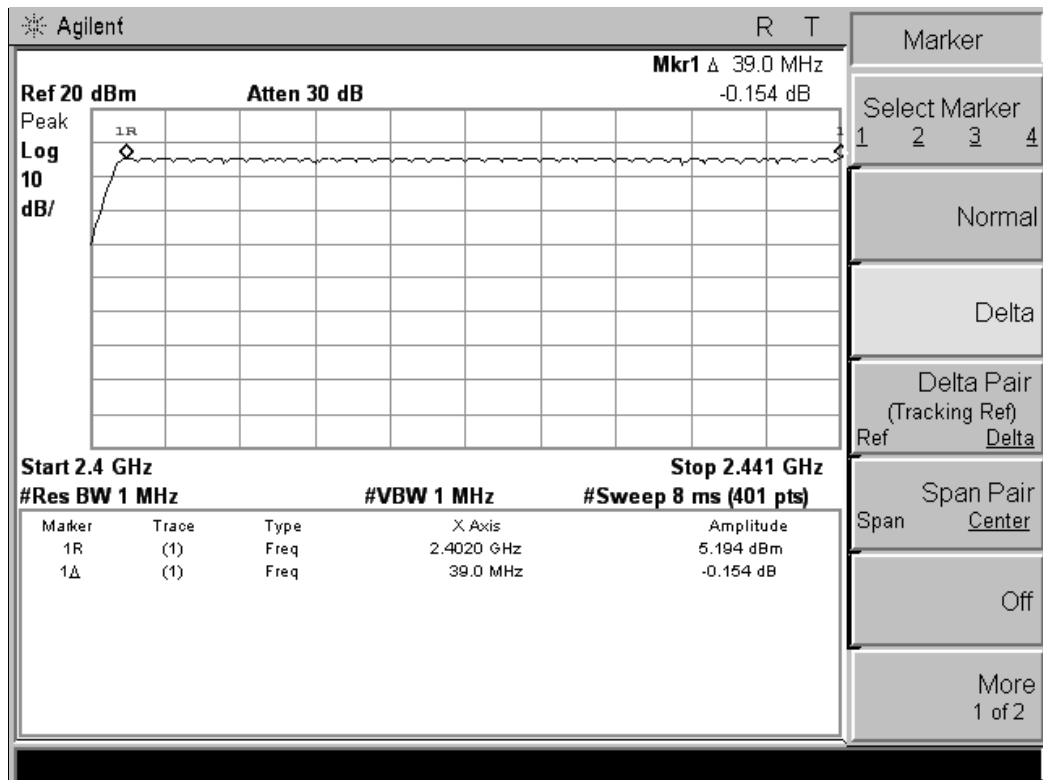 Agilent R T
Mkr1 Δ 39.0 MHz
Ref 20 dBm Atten 30 dB -0.154 dB
Peak
Log
10
dB/
1R
1
Start 2.4 GHz Stop 2.441 GHz
#Res BW 1 MHz #VBW 1 MHz #Sweep 8 ms (401 pts)
Marker Trace Type X Axis Amplitude
1R (1) Freq 2.4020 GHz 5.194 dBm
1Δ (1) Freq 39.0 MHz -0.154 dB
Marker
Select Marker
1 2 3 4
Normal
Delta
Delta Pair
(Tracking Ref)
Ref Delta
Span Pair
Span Center
Off
More
1 of 2